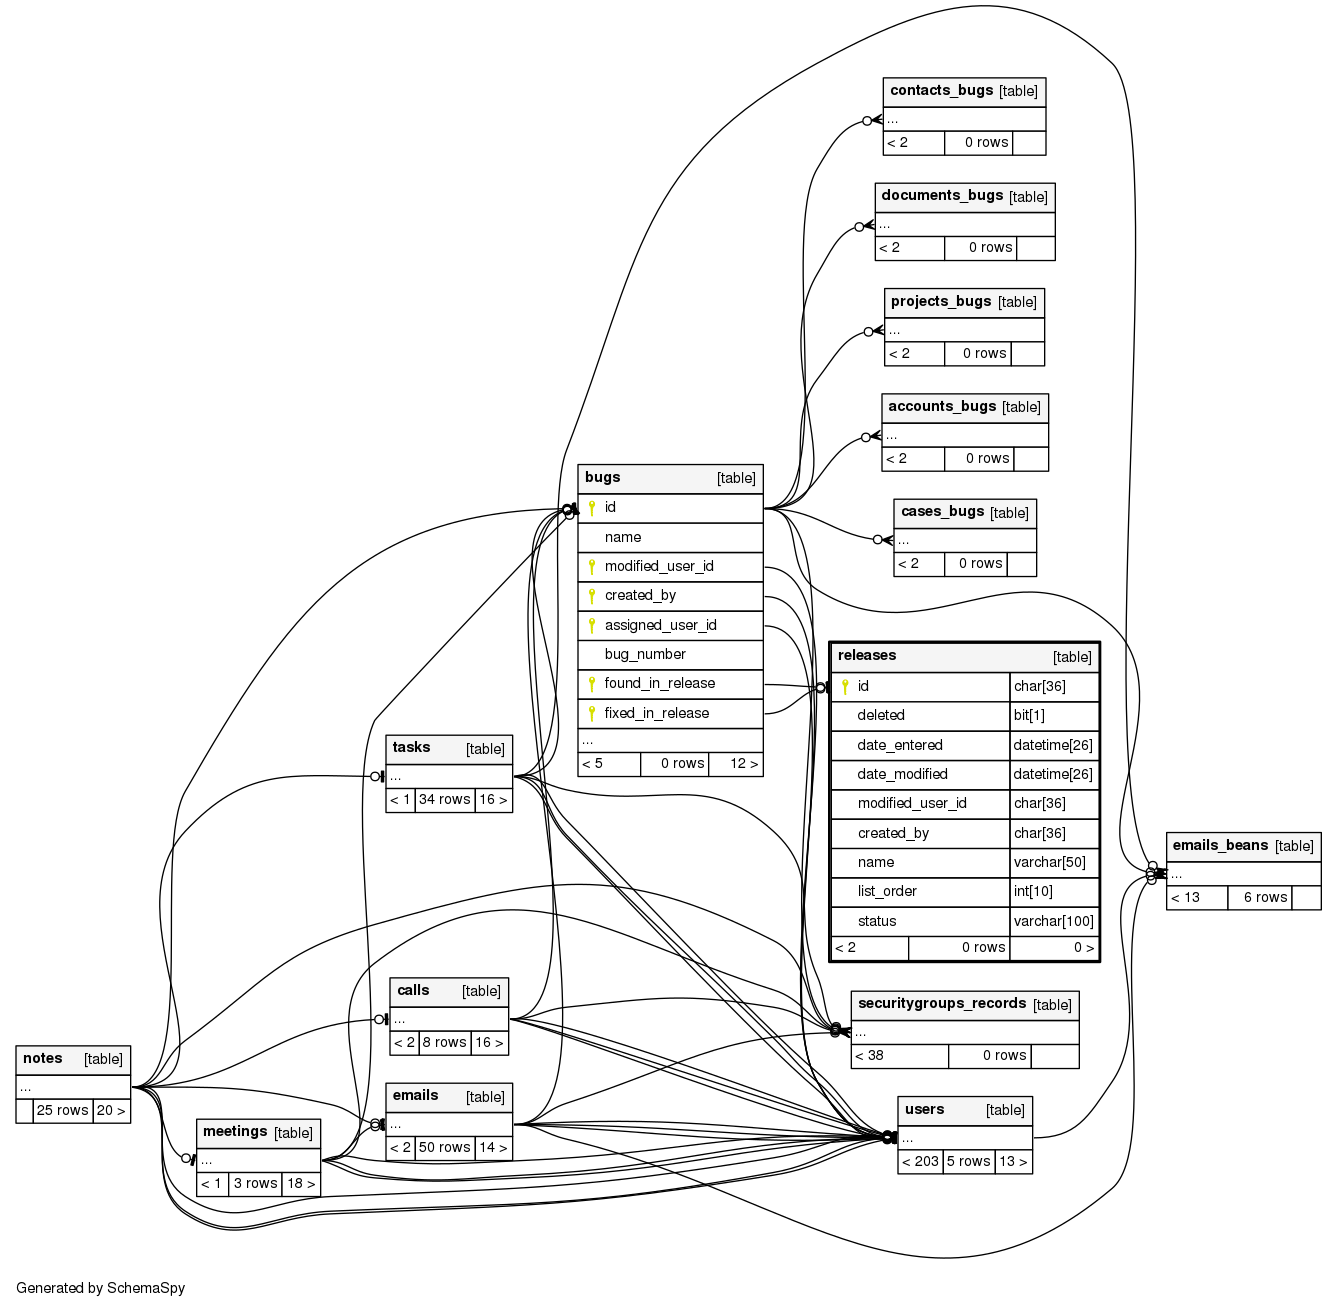 contacts_bugs [table]
...
< 2 0 rows
documents_bugs [table]
...
< 2 0 rows
projects_bugs [table]
...
< 2 0 rows
accounts_bugs [table]
...
< 2 0 rows
bugs [table]
id
name
modified_user_id
created_by
assigned_user_id
bug_number
found_in_release
fixed_in_release
...
< 5 0 rows 12 >
cases_bugs [table]
...
< 2 0 rows
releases [table]
id char[36]
deleted bit[1]
date_entered datetime[26]
date_modified datetime[26]
modified_user_id char[36]
created_by char[36]
name varchar[50]
list_order int[10]
status varchar[100]
< 2 0 rows 0 >
tasks [table]
...
< 1 34 rows 16 >
emails_beans [table]
...
< 13 6 rows
calls [table]
...
< 2 8 rows 16 >
securitygroups_records [table]
...
< 38 0 rows
notes [table]
...
25 rows 20 >
emails [table]
...
< 2 50 rows 14 >
users [table]
...
< 203 5 rows 13 >
meetings [table]
...
< 1 3 rows 18 >
Generated by SchemaSpy